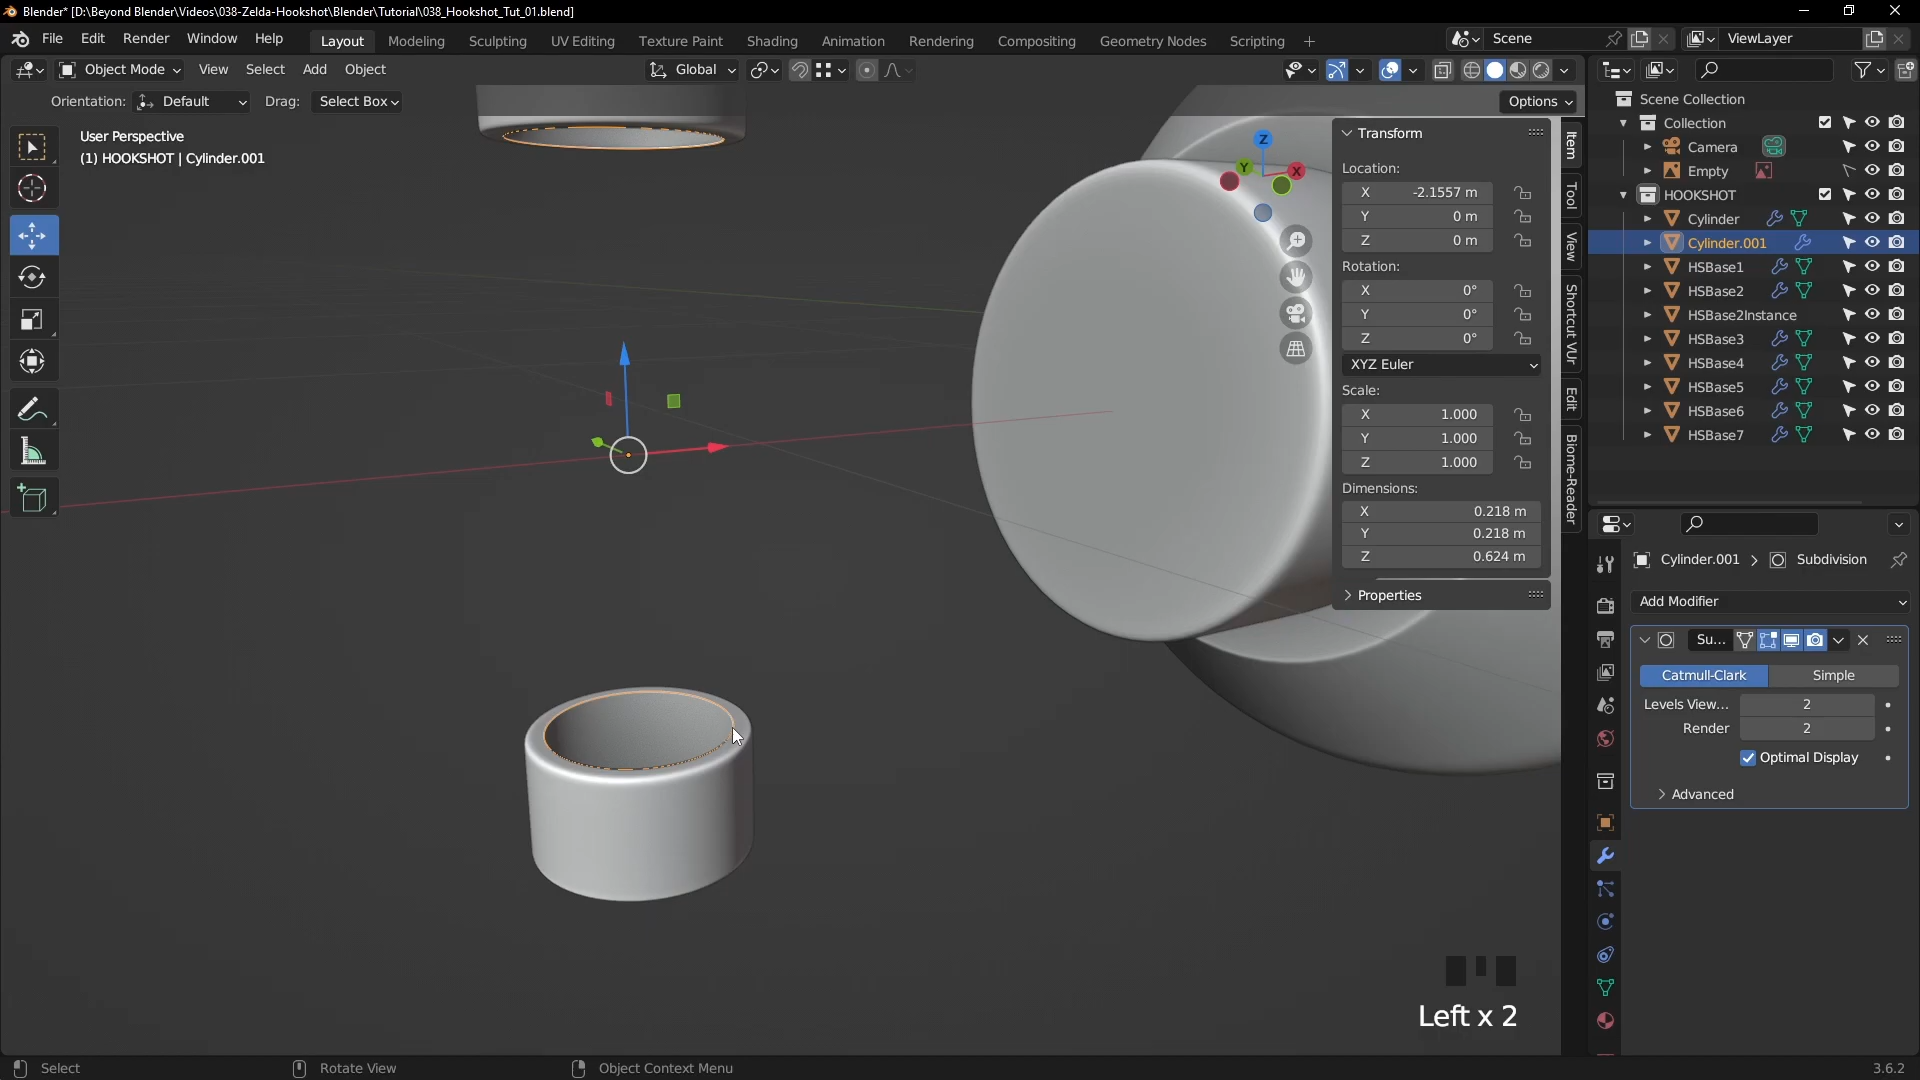 Blender* [D:\Beyond Blender\Videos\038-Zelda-Hookshot\Blender\Tutorial\038_Hookshot_Tut_01.blend]
File Edit Render Window Help Layout Modeling Sculpting UV Editing Texture Paint Shading Animation Rendering Compositing Geometry Nodes Scripting + Scene ViewLayer
Object Mode View Select Add Object Global
Orientation: Default Drag: Select Box Options
User Perspective
(1) HOOKSHOT | Cylinder.001
Z
Y
X
Transform
Location:
X -2.1557 m
Y 0 m
Z 0 m
Rotation:
X 0°
Y 0°
Z 0°
XYZ Euler
Scale:
X 1.000
Y 1.000
Z 1.000
Dimensions:
X 0.218 m
Y 0.218 m
Z 0.624 m
Properties
Item
Tool
View
Shortcut VUr
Edit
Biome-Reader
Scene Collection
Collection
Camera
Empty
HOOKSHOT
Cylinder
Cylinder.001
HSBase1
HSBase2
HSBase2Instance
HSBase3
HSBase4
HSBase5
HSBase6
HSBase7
Cylinder.001 > Subdivision
Add Modifier
Su...
Catmull-Clark Simple
Levels View... 2
Render 2
Optimal Display
Advanced
Left x 2
Select Rotate View Object Context Menu 3.6.2